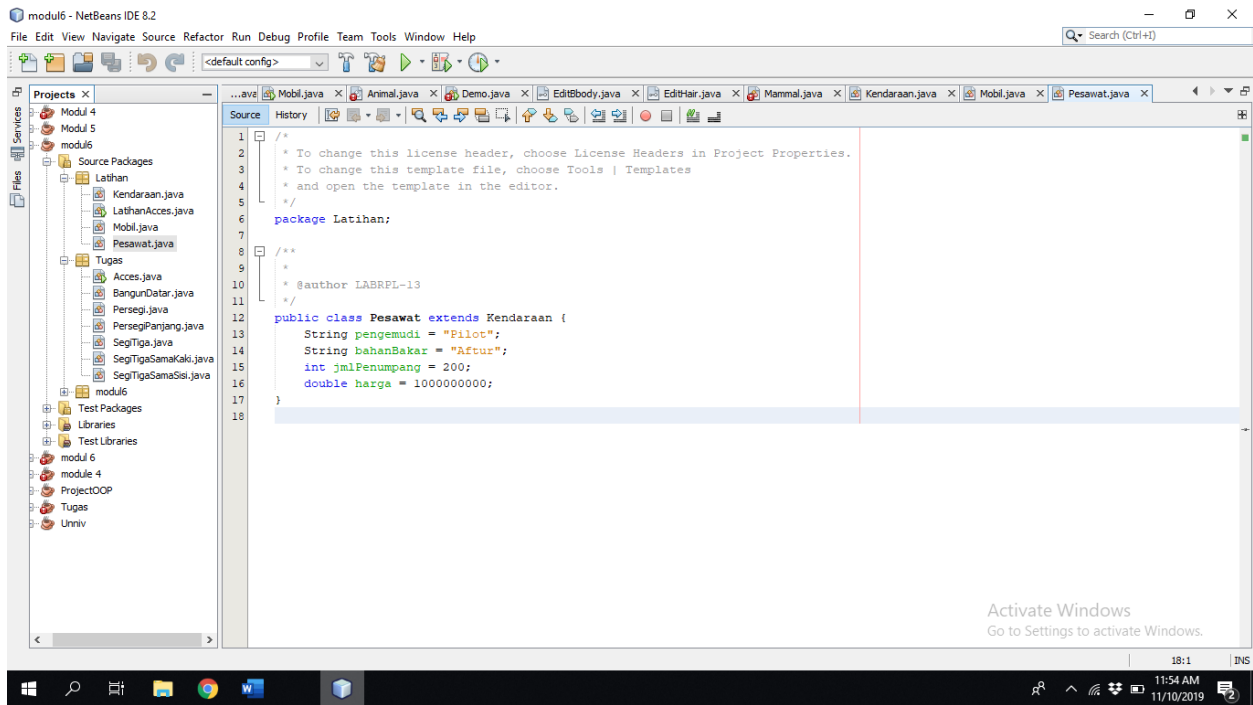 modul6 - NetBeans IDE 8.2
File Edit View Navigate Source Refactor Run Debug Profile Team Tools Window Help
Search (Ctrl+I)
<default config>
Projects
...ava Mobil.java Animal.java Demo.java EditBbody.java EditHair.java Mammal.java Kendaraan.java Mobil.java Pesawat.java
Services
Files
Modul 4
Modul 5
modul6
Source Packages
Latihan
Kendaraan.java
LatihanAcces.java
Mobil.java
Pesawat.java
Tugas
Acces.java
BangunDatar.java
Persegi.java
PersegiPanjang.java
SegiTiga.java
SegiTigaSamaKaki.java
SegiTigaSamaSisi.java
modul6
Test Packages
Libraries
Test Libraries
modul 6
module 4
ProjectOOP
Tugas
Unniv
Source History
1 /*
2 * To change this license header, choose License Headers in Project Properties.
3 * To change this template file, choose Tools | Templates
4 * and open the template in the editor.
5 */
6 package Latihan;
7
8 /**
9 *
10 * @author LABRPL-13
11 */
12 public class Pesawat extends Kendaraan {
13 String pengemudi = "Pilot";
14 String bahanBakar = "Aftur";
15 int jmlPenumpang = 200;
16 double harga = 1000000000;
17 }
18
Activate Windows
Go to Settings to activate Windows.
18:1 INS
11:54 AM
11/10/2019
2